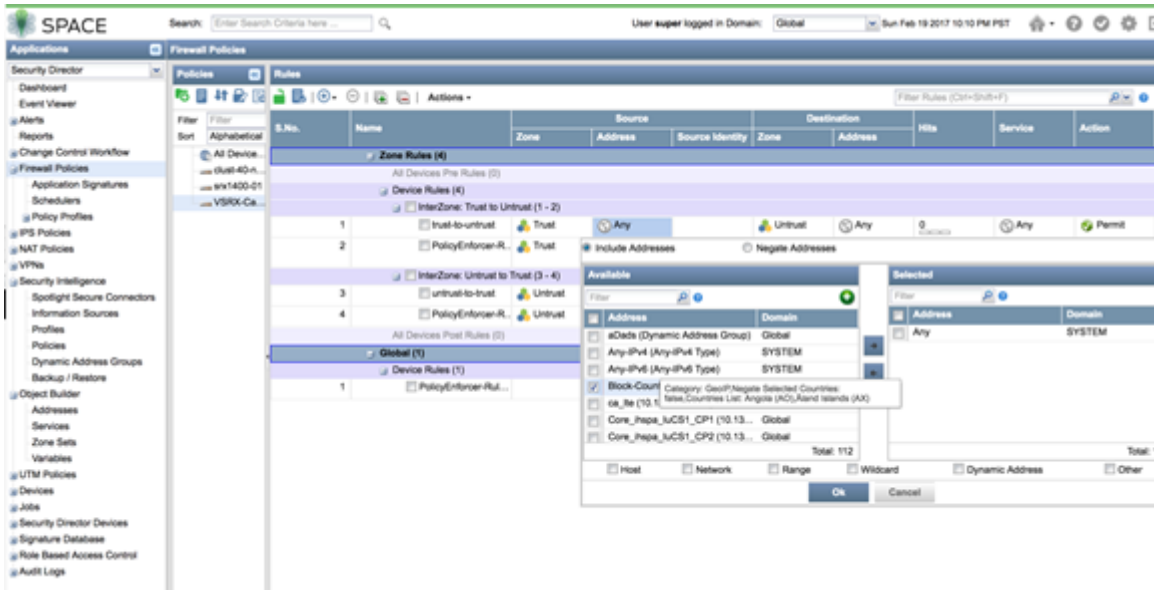 SPACE
Search: Enter Search Criteria here ...
User super logged in Domain: Global
Sun Feb 19 2017 10:10 PM PST
Applications
Security Director
Dashboard
Event Viewer
Alerts
Reports
Change Control Workflow
Firewall Policies
Application Signatures
Schedulers
Policy Profiles
IPS Policies
NAT Policies
VPNs
Security Intelligence
Spotlight Secure Connectors
Information Sources
Profiles
Policies
Dynamic Address Groups
Backup / Restore
Object Builder
Addresses
Services
Zone Sets
Variables
UTM Policies
Devices
Jobs
Security Director Devices
Signature Database
Role Based Access Control
Audit Logs
Firewall Policies
Policies
Filter Filter
Sort Alphabetical
All Device...
clust-40-n...
srx1400-01
VSRX-Ca...
Rules
Actions
Filter Rules (Ctrl+Shift+F)
Source Destination
S.No. Name Zone Address Source Identity Zone Address Hits Service Action
Zone Rules (4)
All Devices Pre Rules (0)
Device Rules (4)
InterZone: Trust to Untrust (1 - 2)
1 trust-to-untrust Trust Any Untrust Any 0 Any Permit
2 PolicyEnforcer-R... Trust
InterZone: Untrust to Trust (3 - 4)
3 untrust-to-trust Untrust
4 PolicyEnforcer-R... Untrust
All Devices Post Rules (0)
Global (1)
Device Rules (1)
1 PolicyEnforcer-Rul...
Include Addresses Negate Addresses
Available
Filter
Address Domain
aDads (Dynamic Address Group) Global
Any-IPv4 (Any-IPv4 Type) SYSTEM
Any-IPv6 (Any-IPv6 Type) SYSTEM
Block-Coun
Category: GeoIP,Negate Selected Countries:
false,Countries List: Angola (AO),Åland Islands (AX)
ca_lte (10.1
Core_ihspa_IuCS1_CP1 (10.13... Global
Core_ihspa_IuCS1_CP2 (10.13... Global
Total: 112
Selected
Filter
Address Domain
Any SYSTEM
Total:
Host Network Range Wildcard Dynamic Address Other
Ok Cancel